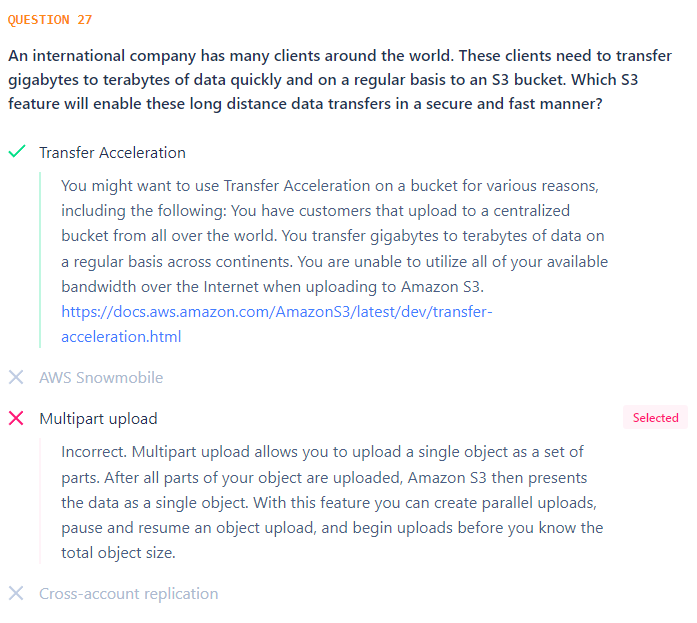 QUESTION 27
An international company has many clients around the world. These clients need to transfer
gigabytes to terabytes of data quickly and on a regular basis to an S3 bucket. Which S3
feature will enable these long distance data transfers in a secure and fast manner?
Transfer Acceleration
You might want to use Transfer Acceleration on a bucket for various reasons,
including the following: You have customers that upload to a centralized
bucket from all over the world. You transfer gigabytes to terabytes of data on
a regular basis across continents. You are unable to utilize all of your available
bandwidth over the Internet when uploading to Amazon S3.
https://docs.aws.amazon.com/AmazonS3/latest/dev/transfer-
acceleration.html
AWS Snowmobile
Multipart upload
Selected
Incorrect. Multipart upload allows you to upload a single object as a set of
parts. After all parts of your object are uploaded, Amazon S3 then presents
the data as a single object. With this feature you can create parallel uploads,
pause and resume an object upload, and begin uploads before you know the
total object size.
Cross-account replication